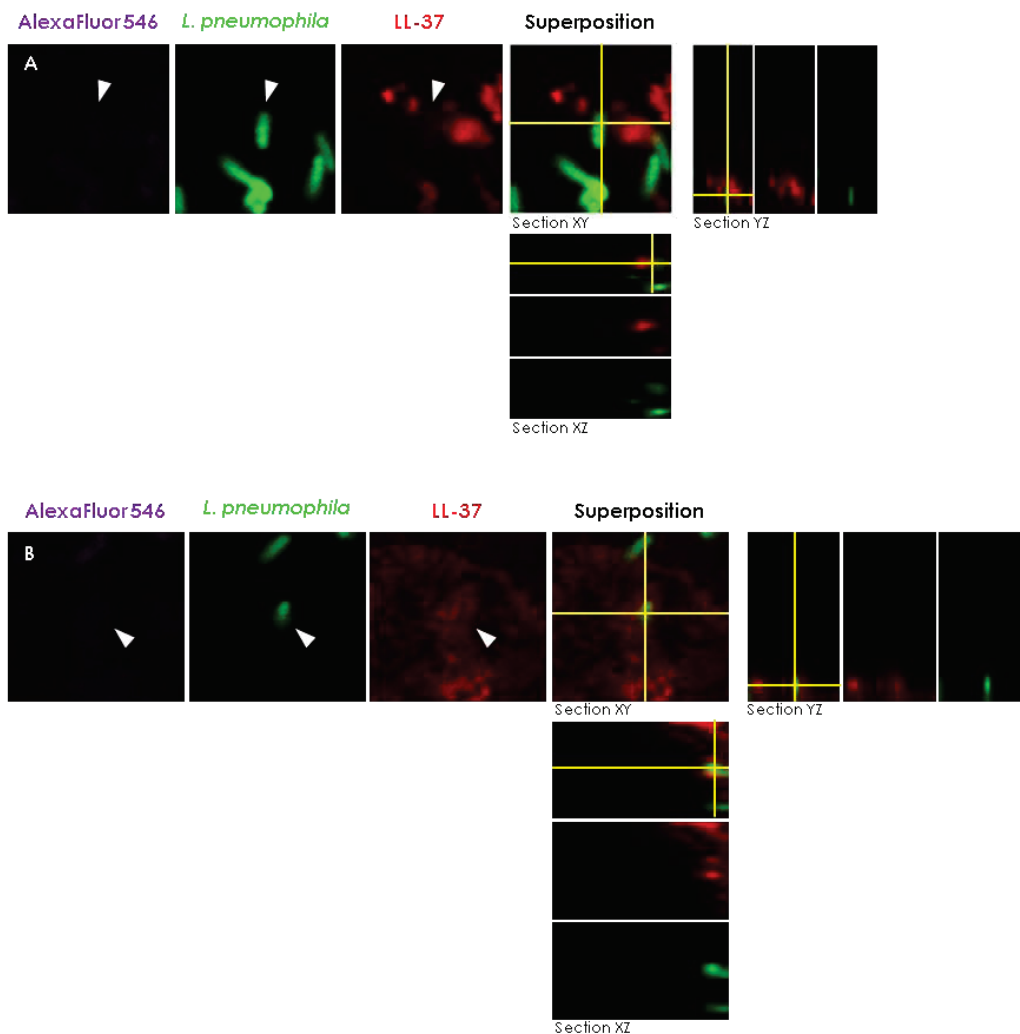 AlexaFluor546 L. pneumophila LL-37 Superposition
A
Section XY Section YZ
Section XZ
AlexaFluor546 L. pneumophila LL-37 Superposition
B
Section XY Section YZ
Section XZ